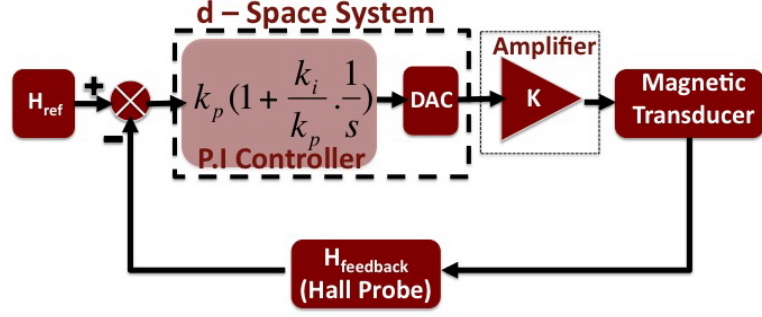 d – Space System
Amplifier
H_ref
+
–
k_p(1 + k_i/k_p . 1/s)
P.I Controller
DAC
K
Magnetic
Transducer
H_feedback
(Hall Probe)